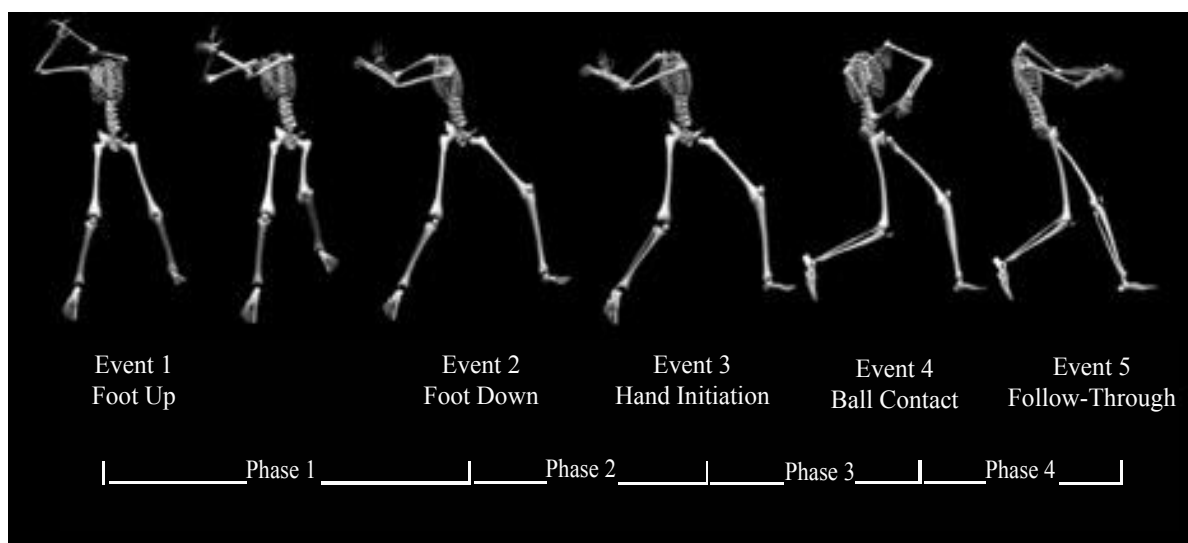 Event 1
Foot Up
Event 2
Foot Down
Event 3
Hand Initiation
Event 4
Ball Contact
Event 5
Follow-Through
Phase 1
Phase 2
Phase 3
Phase 4